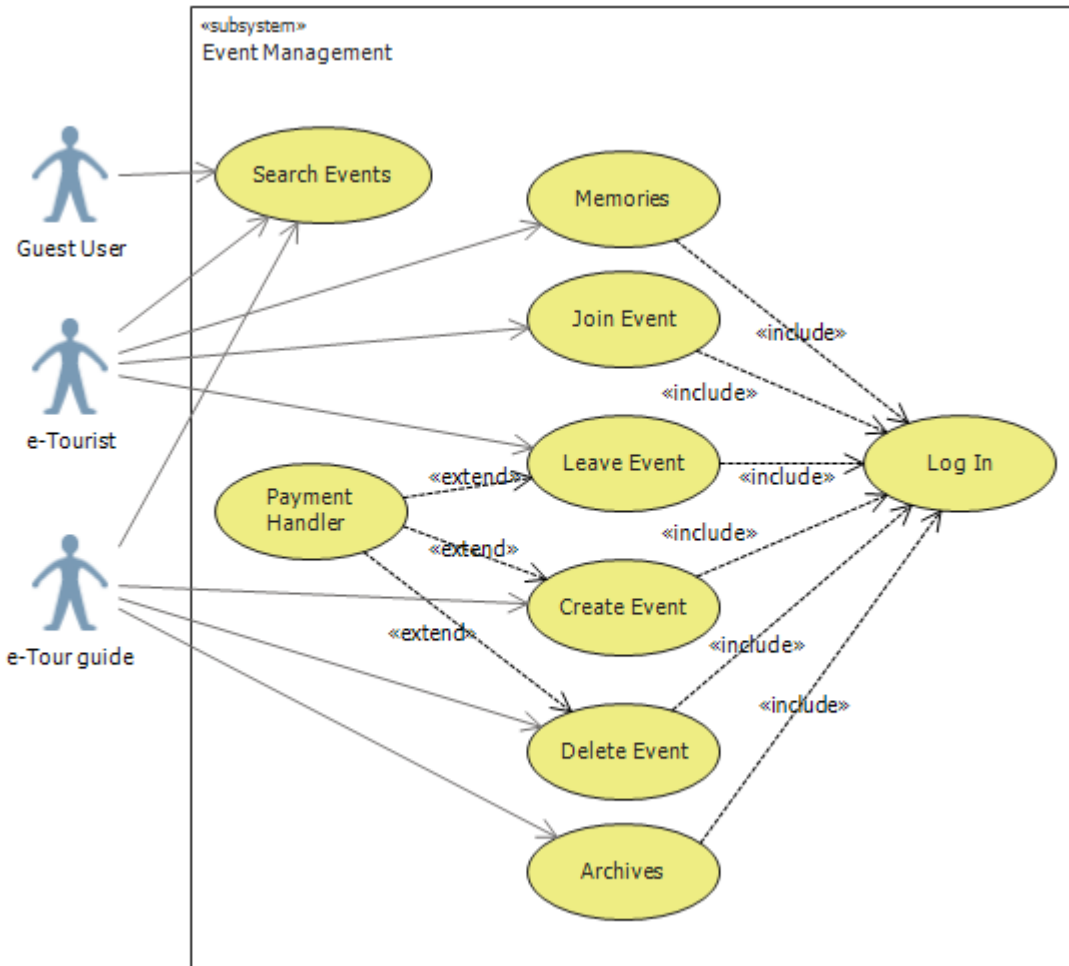 «subsystem»
Event Management
Search Events
Guest User
Memories
Join Event
«include»
«include»
e-Tourist
Leave Event
Log In
«extend»
«include»
Payment
Handler
«extend»
«include»
Create Event
«extend»
«include»
e-Tour guide
«include»
Delete Event
Archives